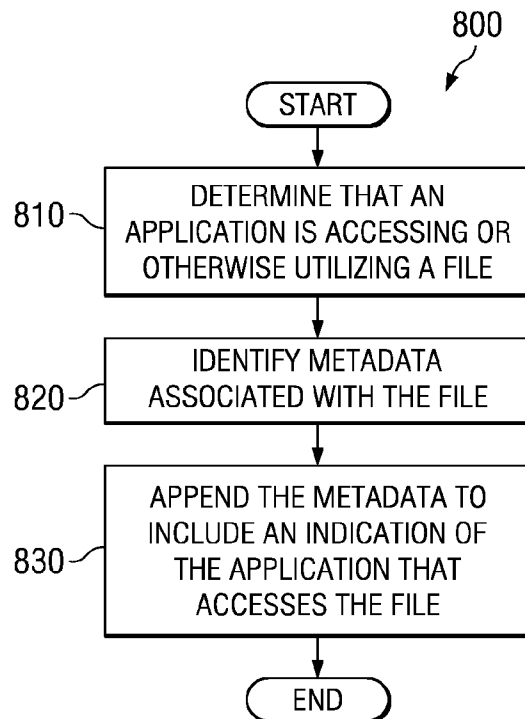 800
START
810
DETERMINE THAT AN
APPLICATION IS ACCESSING OR
OTHERWISE UTILIZING A FILE
820
IDENTIFY METADATA
ASSOCIATED WITH THE FILE
830
APPEND THE METADATA TO
INCLUDE AN INDICATION OF
THE APPLICATION THAT
ACCESSES THE FILE
END